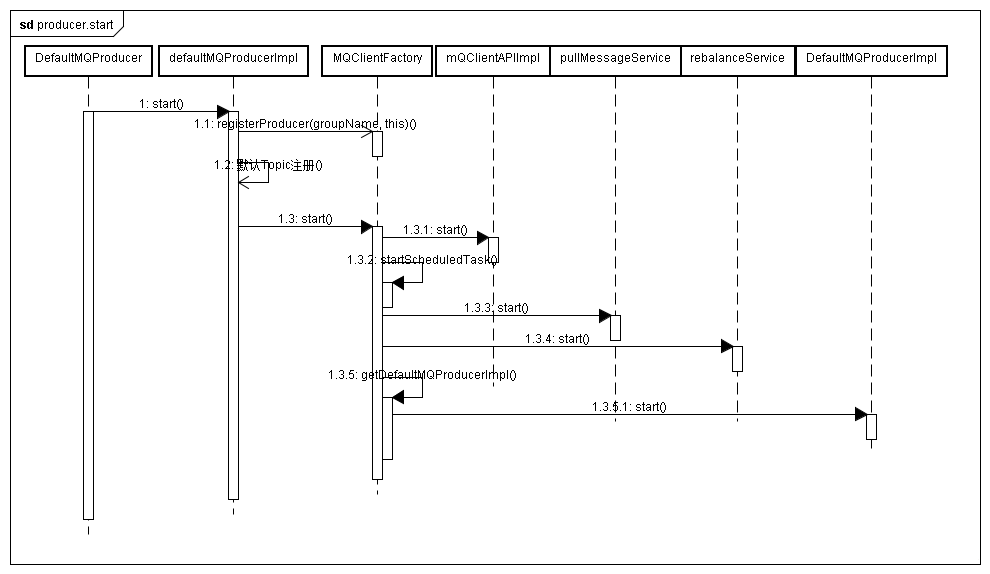 sd producer.start
DefaultMQProducer
defaultMQProducerImpl
MQClientFactory
mQClientAPIImpl
pullMessageService
rebalanceService
DefaultMQProducerImpl
1: start()
1.1: registerProducer(groupName, this)()
1.2: 默认Topic注册()
1.3: start()
1.3.1: start()
1.3.2: startScheduledTask()
1.3.3: start()
1.3.4: start()
1.3.5: getDefaultMQProducerImpl()
1.3.5.1: start()